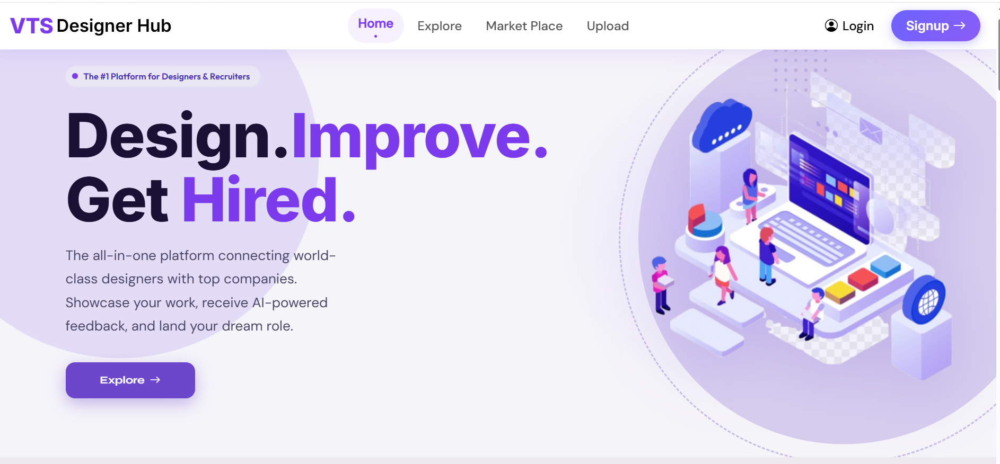 VTS Designer Hub
Home
Explore
Market Place
Upload
Login
Signup →
The #1 Platform for Designers & Recruiters
Design.Improve.
Get Hired.
The all-in-one platform connecting world-
class designers with top companies.
Showcase your work, receive AI-powered
feedback, and land your dream role.
Explore →